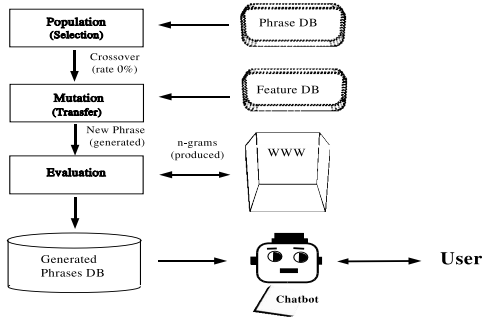 Population
(Selection)
Phrase DB
Crossover
(rate 0%)
Mutation
(Transfer)
Feature DB
New Phrase
(generated)
n-grams
(produced)
WWW
Evaluation
Generated
Phrases DB
Chatbot
User